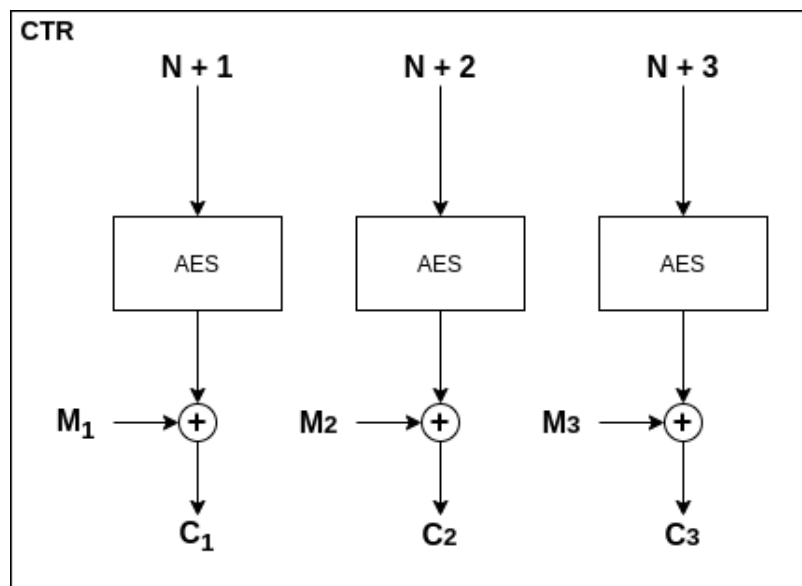 CTR
N + 1 N + 2 N + 3
AES AES AES
M₁ + M2 + M3 +
C₁ C2 C3